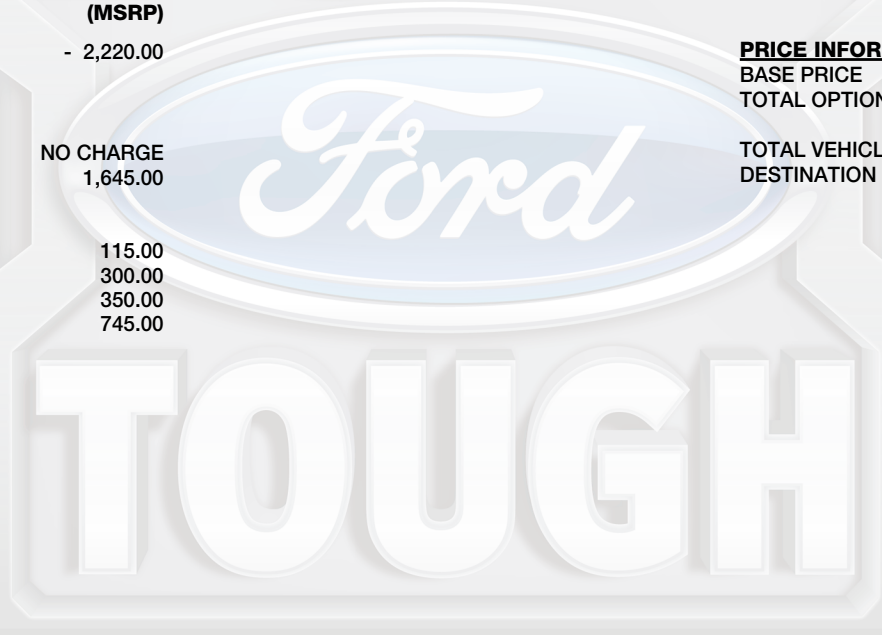 (MSRP)
- 2,220.00
NO CHARGE
1,645.00
115.00
300.00
350.00
745.00
PRICE INFOR
BASE PRICE
TOTAL OPTION
TOTAL VEHICL
DESTINATION
Ford
TOUGH